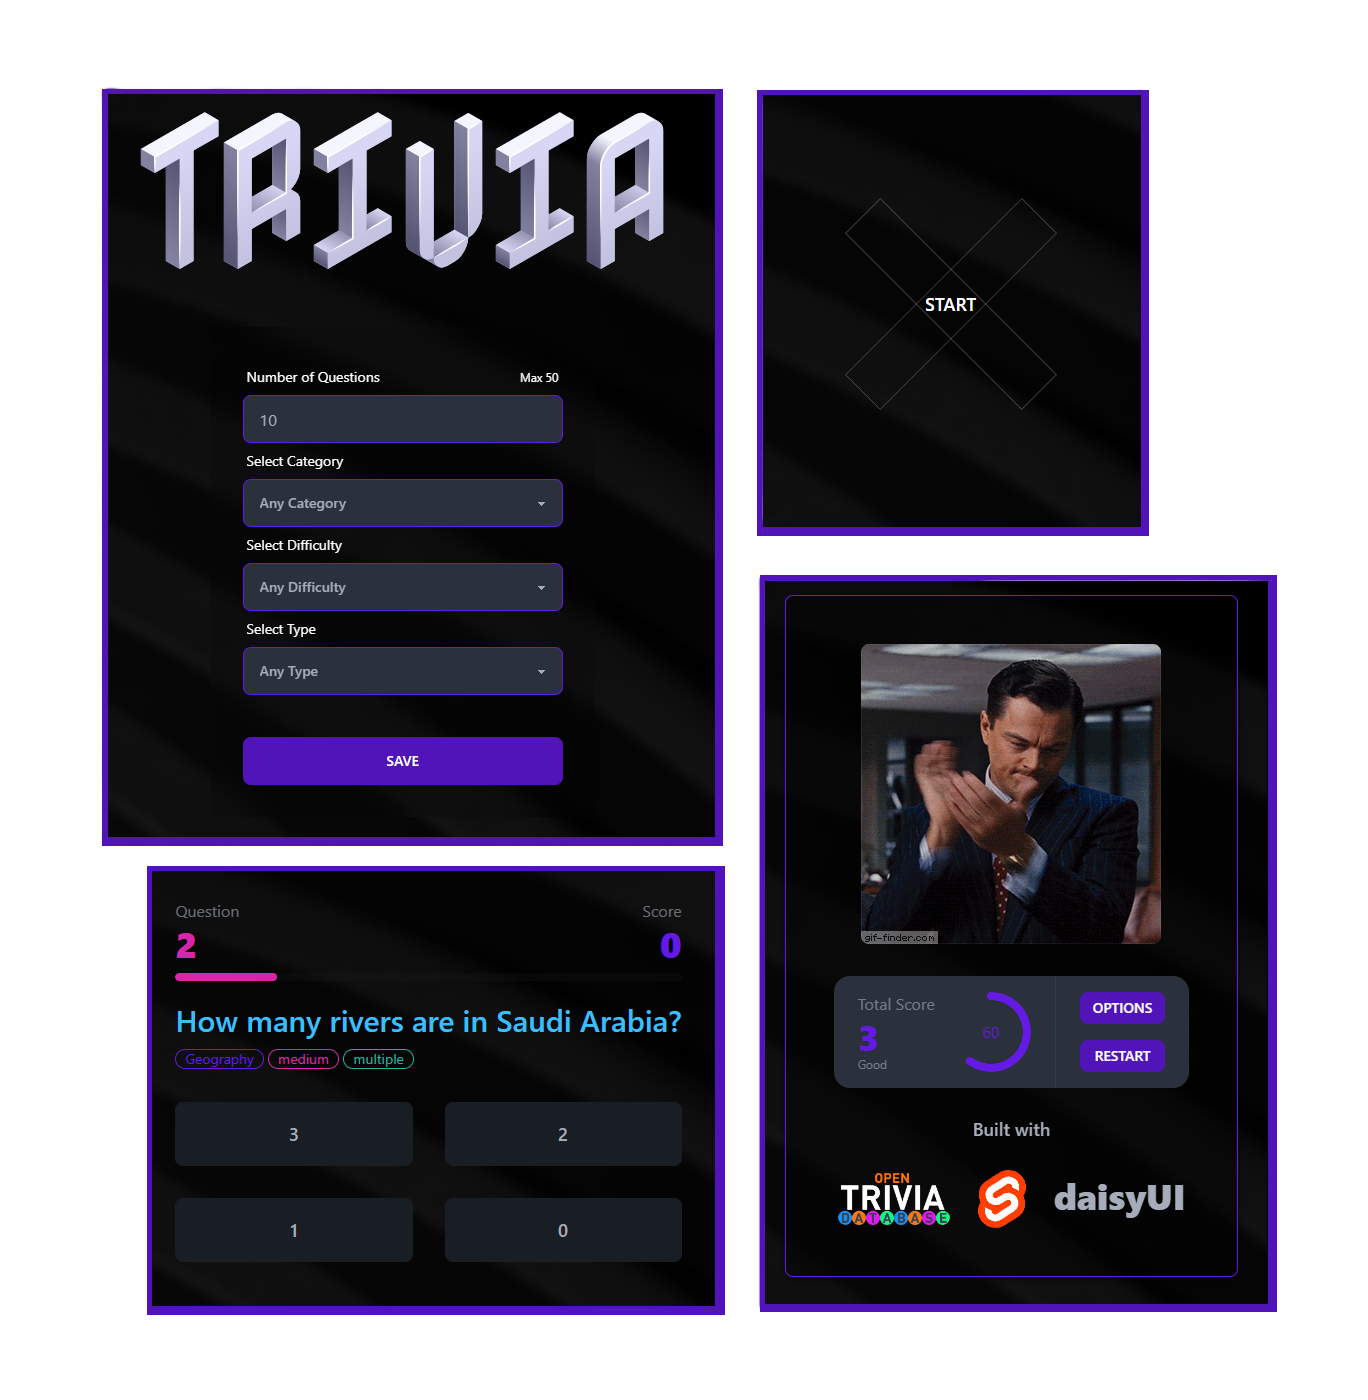 TRIVIA
Number of Questions Max 50
10
Select Category
Any Category
Select Difficulty
Any Difficulty
Select Type
Any Type
SAVE
START
Question Score
2 0
How many rivers are in Saudi Arabia?
Geography medium multiple
3 2
1 0
gif-finder.com
Total Score
3
Good
60
OPTIONS
RESTART
Built with
OPEN
TRIVIA
DATABASE
daisyUI